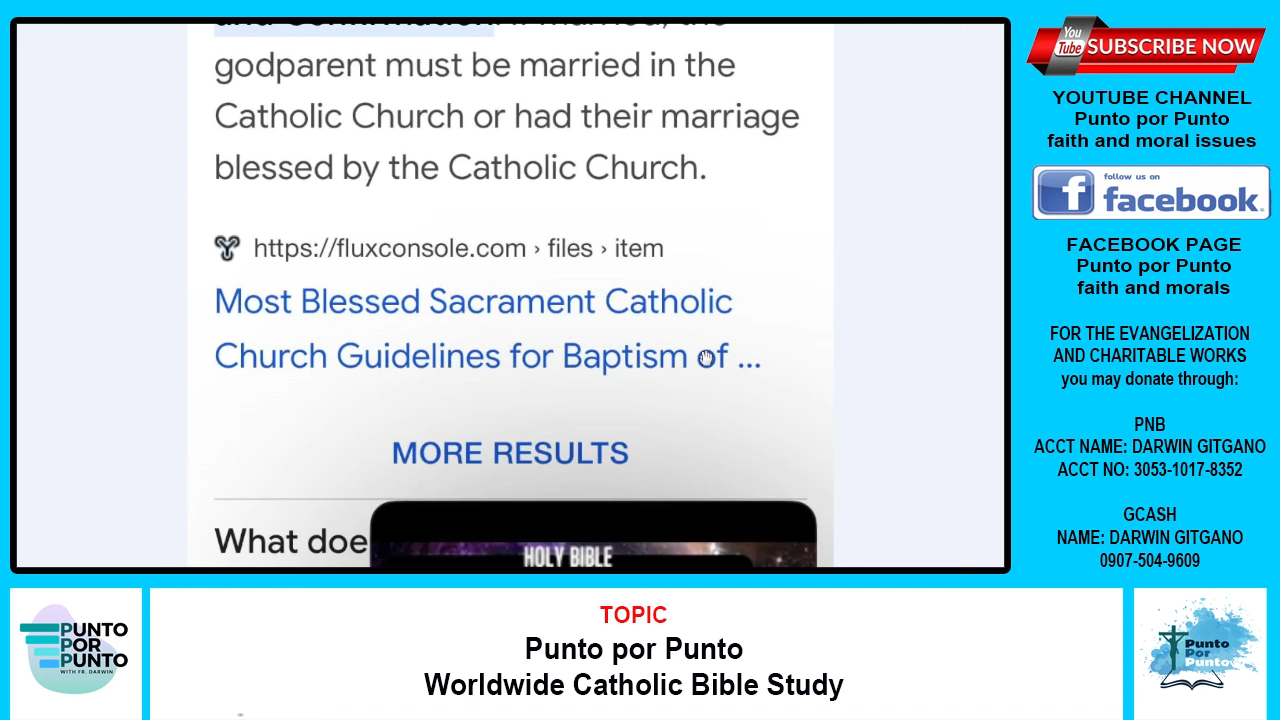 and Confirmation. If married, the
godparent must be married in the
Catholic Church or had their marriage
blessed by the Catholic Church.
https://fluxconsole.com › files › item
Most Blessed Sacrament Catholic
Church Guidelines for Baptism of ...
MORE RESULTS
What doe
HOLY BIBLE
You
Tube SUBSCRIBE NOW
YOUTUBE CHANNEL
Punto por Punto
faith and moral issues
follow us on
facebook.
FACEBOOK PAGE
Punto por Punto
faith and morals
FOR THE EVANGELIZATION
AND CHARITABLE WORKS
you may donate through:
PNB
ACCT NAME: DARWIN GITGANO
ACCT NO: 3053-1017-8352
GCASH
NAME: DARWIN GITGANO
0907-504-9609
PUNTO
POR
PUNTO
WITH FR. DARWIN
TOPIC
Punto por Punto
Worldwide Catholic Bible Study
Punto
Por
Punto